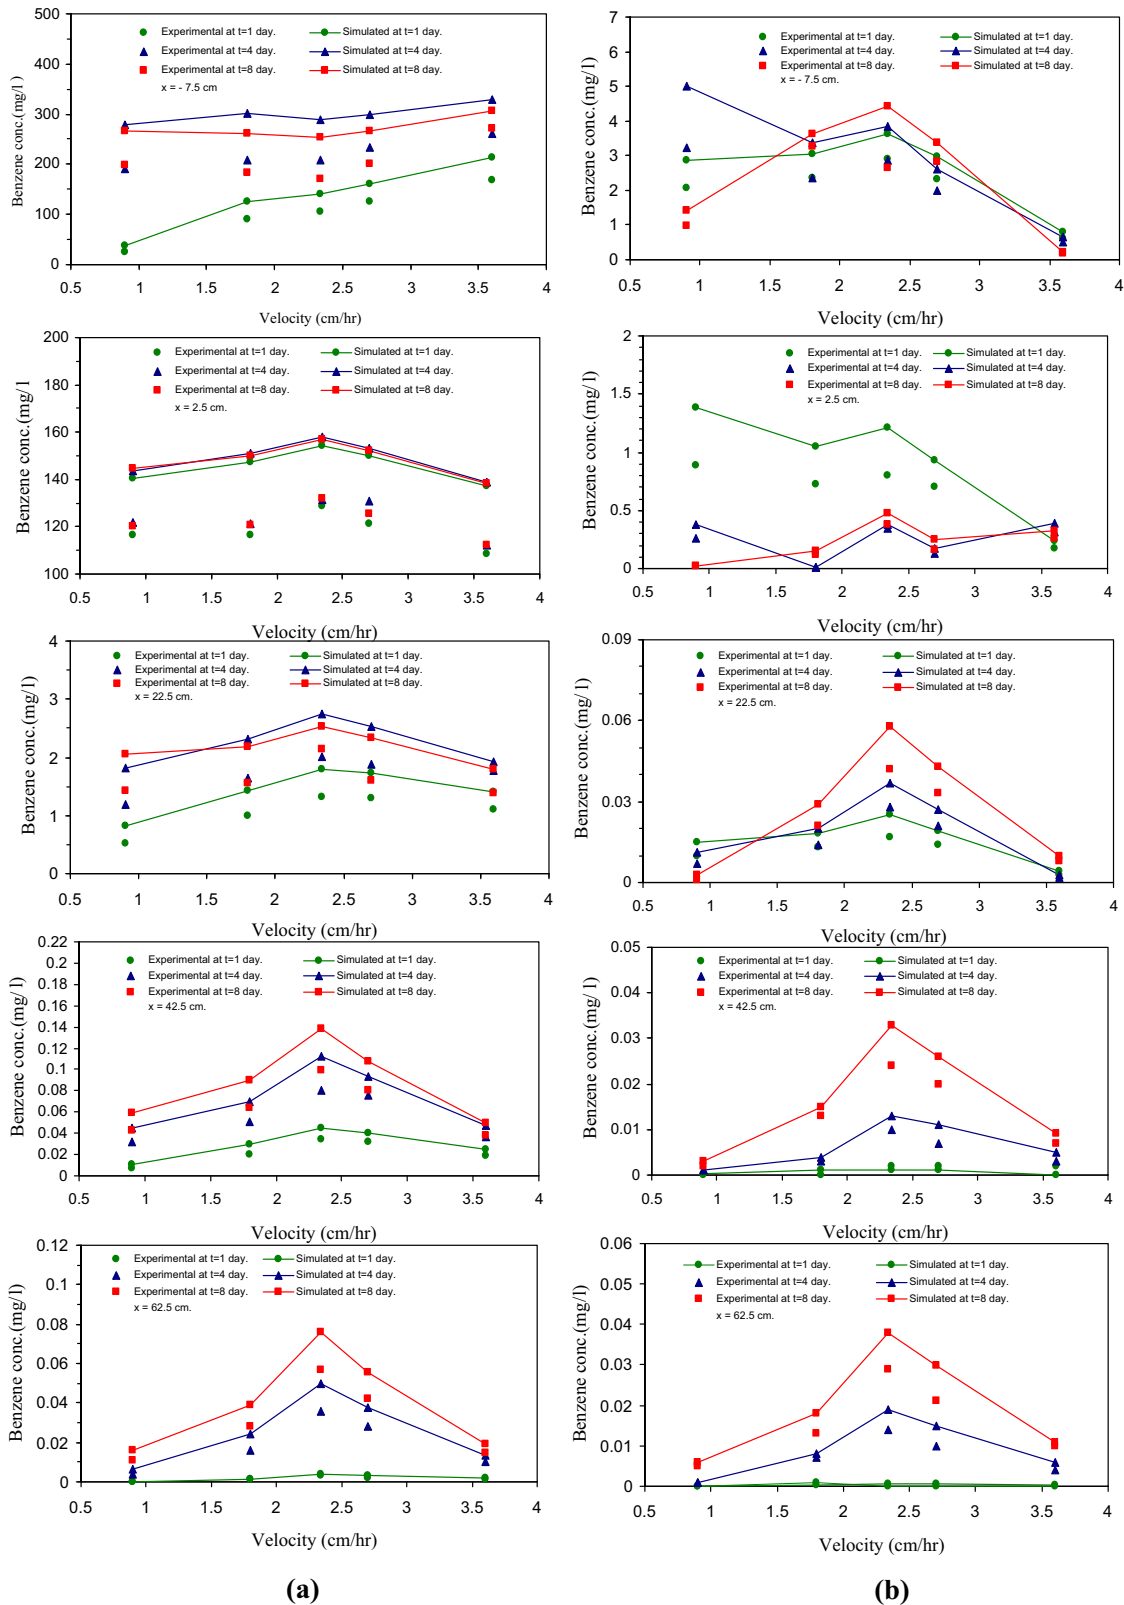 500
400
300
200
100
0
Benzene conc.(mg/l)
Experimental at t=1 day.
Simulated at t=1 day.
Experimental at t=4 day.
Simulated at t=4 day.
Experimental at t=8 day.
Simulated at t=8 day.
x = - 7.5 cm
0.5 1 1.5 2 2.5 3 3.5 4
Velocity (cm/hr)
200
180
160
140
120
100
Benzene conc.(mg/l
Experimental at t=1 day.
Simulated at t=1 day.
Experimental at t=4 day.
Simulated at t=4 day.
Experimental at t=8 day.
Simulated at t=8 day.
x = 2.5 cm.
0.5 1 1.5 2 2.5 3 3.5 4
Velocity (cm/hr)
4
3
2
1
0
Benzene conc.(mg/l)
Experimental at t=1 day.
Simulated at t=1 day.
Experimental at t=4 day.
Simulated at t=4 day.
Experimental at t=8 day.
Simulated at t=8 day.
x = 22.5 cm.
0.5 1 1.5 2 2.5 3 3.5 4
Velocity (cm/hr)
0.22
0.2
0.18
0.16
0.14
0.12
0.1
0.08
0.06
0.04
0.02
0
Benzene conc.(mg/ l)
Experimental at t=1 day.
Simulated at t=1 day.
Experimental at t=4 day.
Simulated at t=4 day.
Experimental at t=8 day.
Simulated at t=8 day.
x = 42.5 cm.
0.5 1 1.5 2 2.5 3 3.5 4
Velocity (cm/hr)
0.12
0.1
0.08
0.06
0.04
0.02
0
Benzene conc.(mg/l)
Experimental at t=1 day.
Simulated at t=1 day.
Experimental at t=4 day.
Simulated at t=4 day.
Experimental at t=8 day.
Simulated at t=8 day.
x = 62.5 cm.
0.5 1 1.5 2 2.5 3 3.5 4
Velocity (cm/hr)
(a)
7
6
5
4
3
2
1
0
Benzene conc.(mg/l)
Experimental at t=1 day.
Simulated at t=1 day.
Experimental at t=4 day.
Simulated at t=4 day.
Experimental at t=8 day.
Simulated at t=8 day.
x = - 7.5 cm.
0.5 1 1.5 2 2.5 3 3.5 4
Velocity (cm/hr)
2
1.5
1
0.5
0
Benzene conc.(mg/l)
Experimental at t=1 day.
Simulated at t=1 day.
Experimental at t=4 day.
Simulated at t=4 day.
Experimental at t=8 day.
Simulated at t=8 day.
x = 2.5 cm.
0.5 1 1.5 2 2.5 3 3.5 4
Velocity (cm/hr)
0.09
0.06
0.03
0
Benzene conc.(mg/ l)
Experimental at t=1 day.
Simulated at t=1 day.
Experimental at t=4 day.
Simulated at t=4 day.
Experimental at t=8 day.
Simulated at t=8 day.
x = 22.5 cm.
0.5 1 1.5 2 2.5 3 3.5 4
Velocity (cm/hr)
0.05
0.04
0.03
0.02
0.01
0
Benzene conc.(mg/ l)
Experimental at t=1 day.
Simulated at t=1 day.
Experimental at t=4 day.
Simulated at t=4 day.
Experimental at t=8 day.
Simulated at t=8 day.
x = 42.5 cm.
0.5 1 1.5 2 2.5 3 3.5 4
Velocity (cm/hr)
0.06
0.05
0.04
0.03
0.02
0.01
0
Benzene conc.(mg/l)
Experimental at t=1 day.
Simulated at t=1 day.
Experimental at t=4 day.
Simulated at t=4 day.
Experimental at t=8 day.
Simulated at t=8 day.
x = 62.5 cm.
0.5 1 1.5 2 2.5 3 3.5 4
Velocity (cm/hr)
(b)